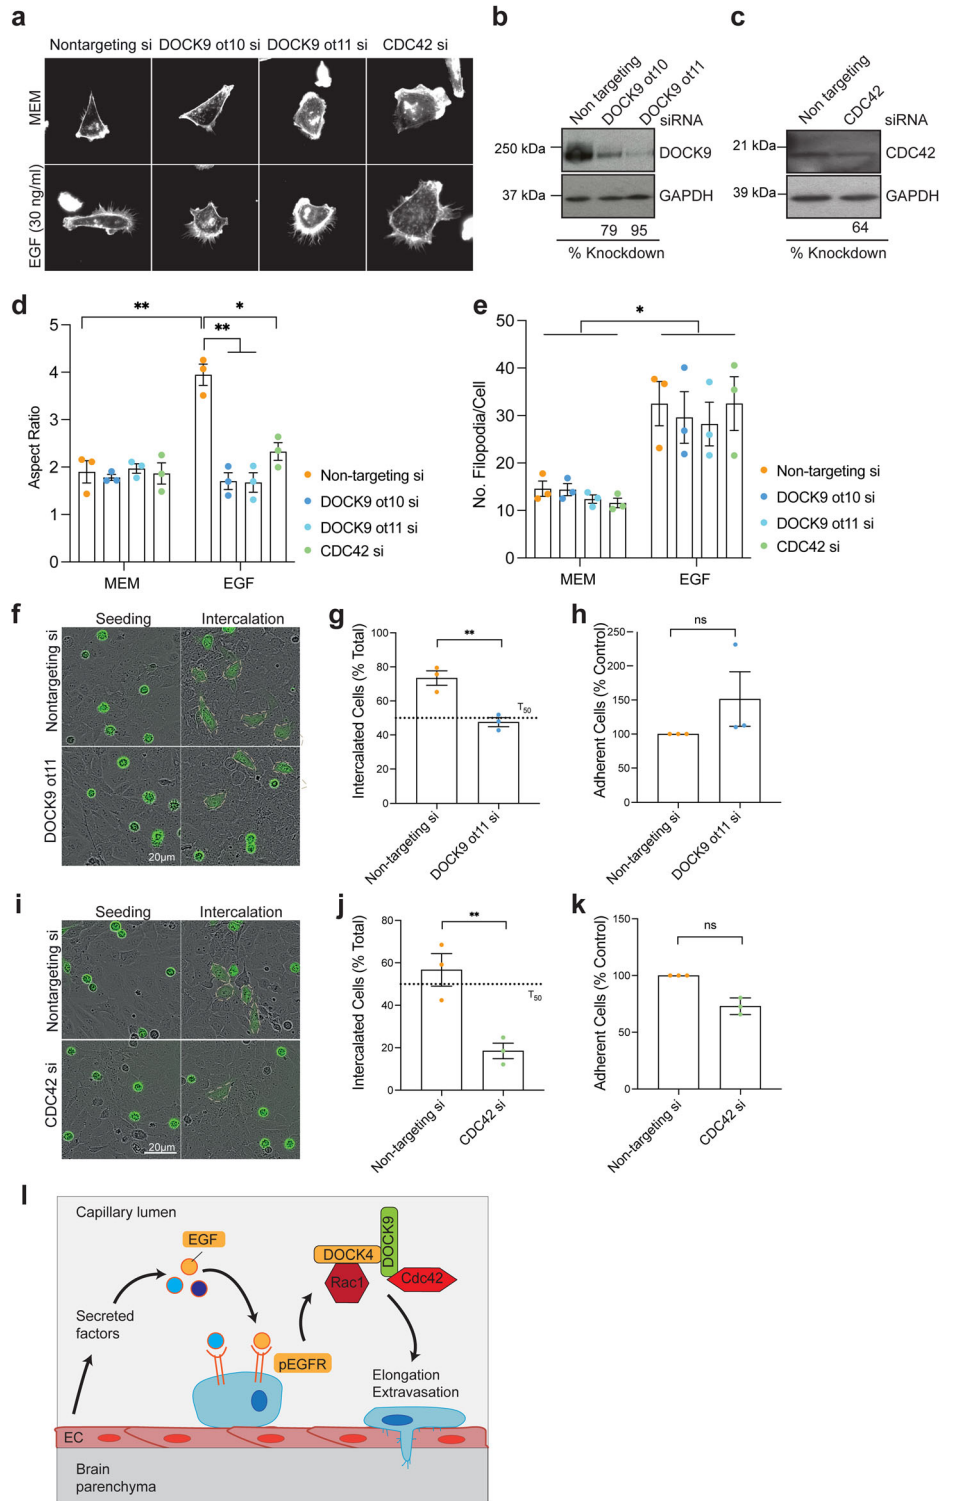 a
Nontargeting si DOCK9 ot10 si DOCK9 ot11 si CDC42 si
MEM
EGF (30 ng/ml)
b
Non targeting
DOCK9 ot10
DOCK9 ot11
siRNA
250 kDa
DOCK9
37 kDa
GAPDH
79 95
% Knockdown
c
Non targeting
CDC42
siRNA
21 kDa
CDC42
39 kDa
GAPDH
64
% Knockdown
d
** *
**
5
4
3
2
1
0
Aspect Ratio
MEM EGF
Non-targeting si
DOCK9 ot10 si
DOCK9 ot11 si
CDC42 si
e
*
50
40
30
20
10
0
No. Filopodia/Cell
MEM EGF
Non-targeting si
DOCK9 ot10 si
DOCK9 ot11 si
CDC42 si
f
Seeding Intercalation
Nontargeting si
DOCK9 ot11
20µm
g
**
100
80
60
40
20
0
Intercalated Cells (% Total)
T50
Non-targeting si
DOCK9 ot11 si
h
ns
250
200
150
100
50
0
Adherent Cells (% Control)
Non-targeting si
DOCK9 ot11 si
i
Seeding Intercalation
Nontargeting si
CDC42 si
20µm
j
**
80
60
40
20
0
Intercalated Cells (% Total)
T50
Non-targeting si
CDC42 si
k
ns
150
100
50
0
Adherent Cells (% Control)
Non-targeting si
CDC42 si
l
Capillary lumen
EGF
DOCK4
DOCK9
Rac1
Cdc42
Secreted
factors
pEGFR
Elongation
Extravasation
EC
Brain
parenchyma